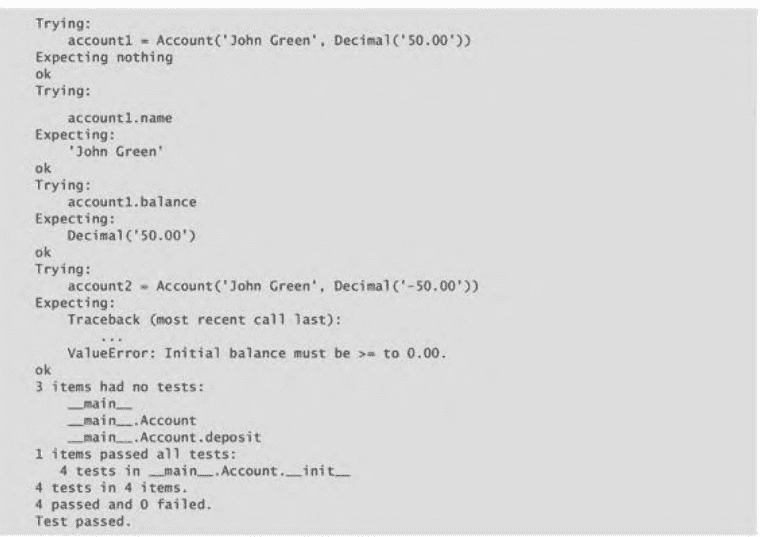 Trying:
    account1 = Account('John Green', Decimal('50.00'))
Expecting nothing
ok
Trying:
    account1.name
Expecting:
    'John Green'
ok
Trying:
    account1.balance
Expecting:
    Decimal('50.00')
ok
Trying:
    account2 = Account('John Green', Decimal('-50.00'))
Expecting:
    Traceback (most recent call last):
        ...
    ValueError: Initial balance must be >= to 0.00.
ok
3 items had no tests:
    __main__
    __main__.Account
    __main__.Account.deposit
1 items passed all tests:
   4 tests in __main__.Account.__init__
4 tests in 4 items.
4 passed and 0 failed.
Test passed.